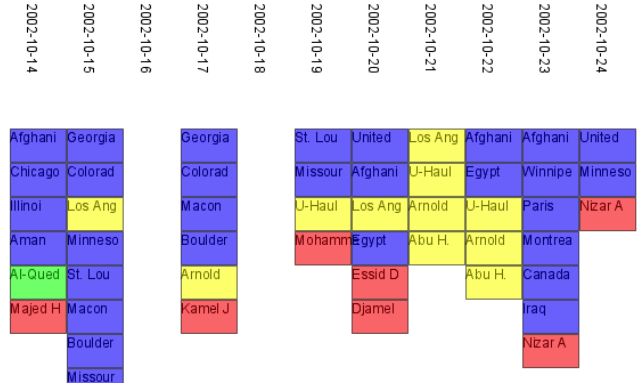 2002-10-14
2002-10-15
2002-10-16
2002-10-17
2002-10-18
2002-10-19
2002-10-20
2002-10-21
2002-10-22
2002-10-23
2002-10-24
Afghani
Chicago
Illinoi
Aman
Al-Qued
Majed H
Georgia
Colorad
Los Ang
Minneso
St. Lou
Macon
Boulder
Missour
Georgia
Colorad
Macon
Boulder
Arnold
Kamel J
St. Lou
Missour
U-Haul
Mohamm
United
Afghani
Los Ang
Egypt
Essid D
Djamel
Los Ang
U-Haul
Arnold
Abu H.
Afghani
Egypt
U-Haul
Arnold
Abu H.
Afghani
Winnipe
Paris
Montrea
Canada
Iraq
Nizar A
United
Minneso
Nizar A